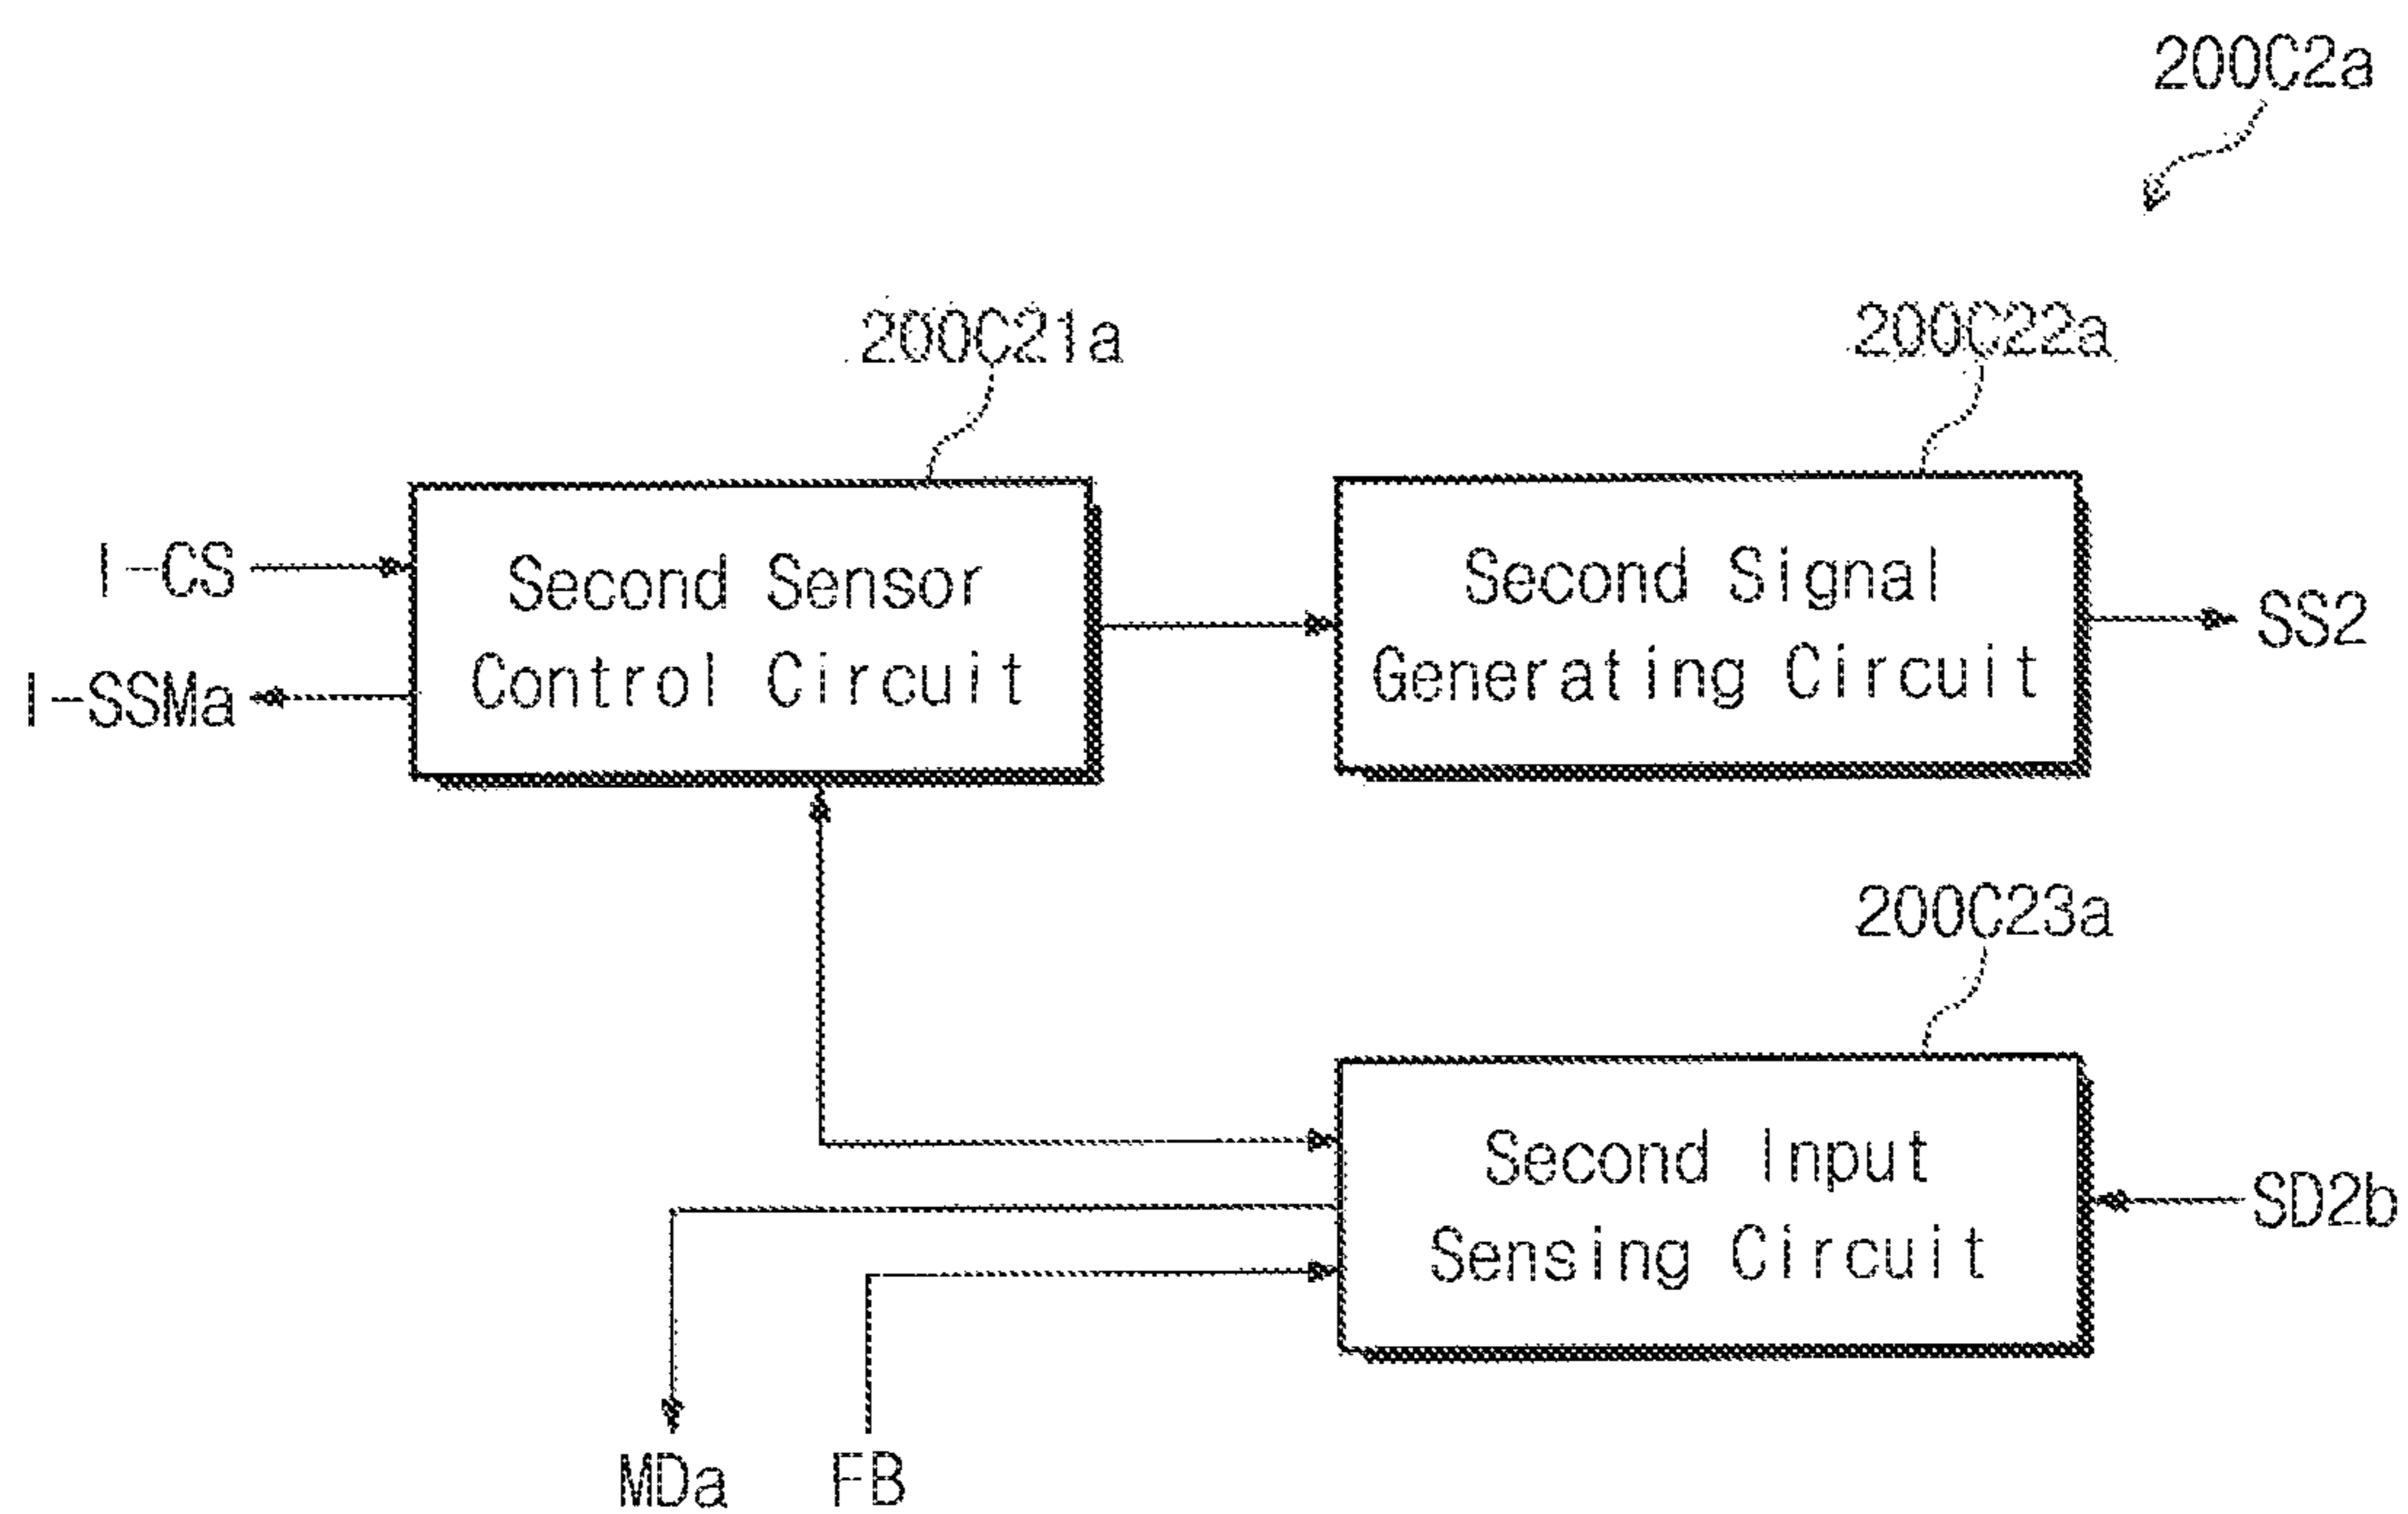 200C2a
200C21a
200C22a
I-CS
Second Sensor
Control Circuit
I-SSMa
Second Signal
Generating Circuit
SS2
200C23a
Second Input
Sensing Circuit
SD2b
MDa
FB